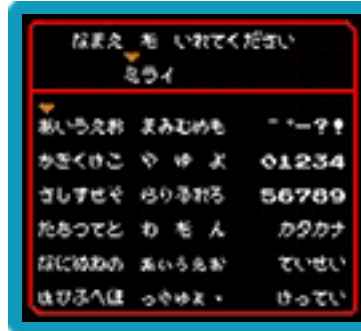 なまえ を いれてください
ミライ
あいうえお まみむめも ゛゜ー?!
かきくけこ や ゆ よ 01234
さしすせそ らりるれろ 56789
たちつてと わ を ん カタカナ
なにぬねの ぁぃぅぇぉ ていせい
はひふへほ っゃゅょ・ けってい